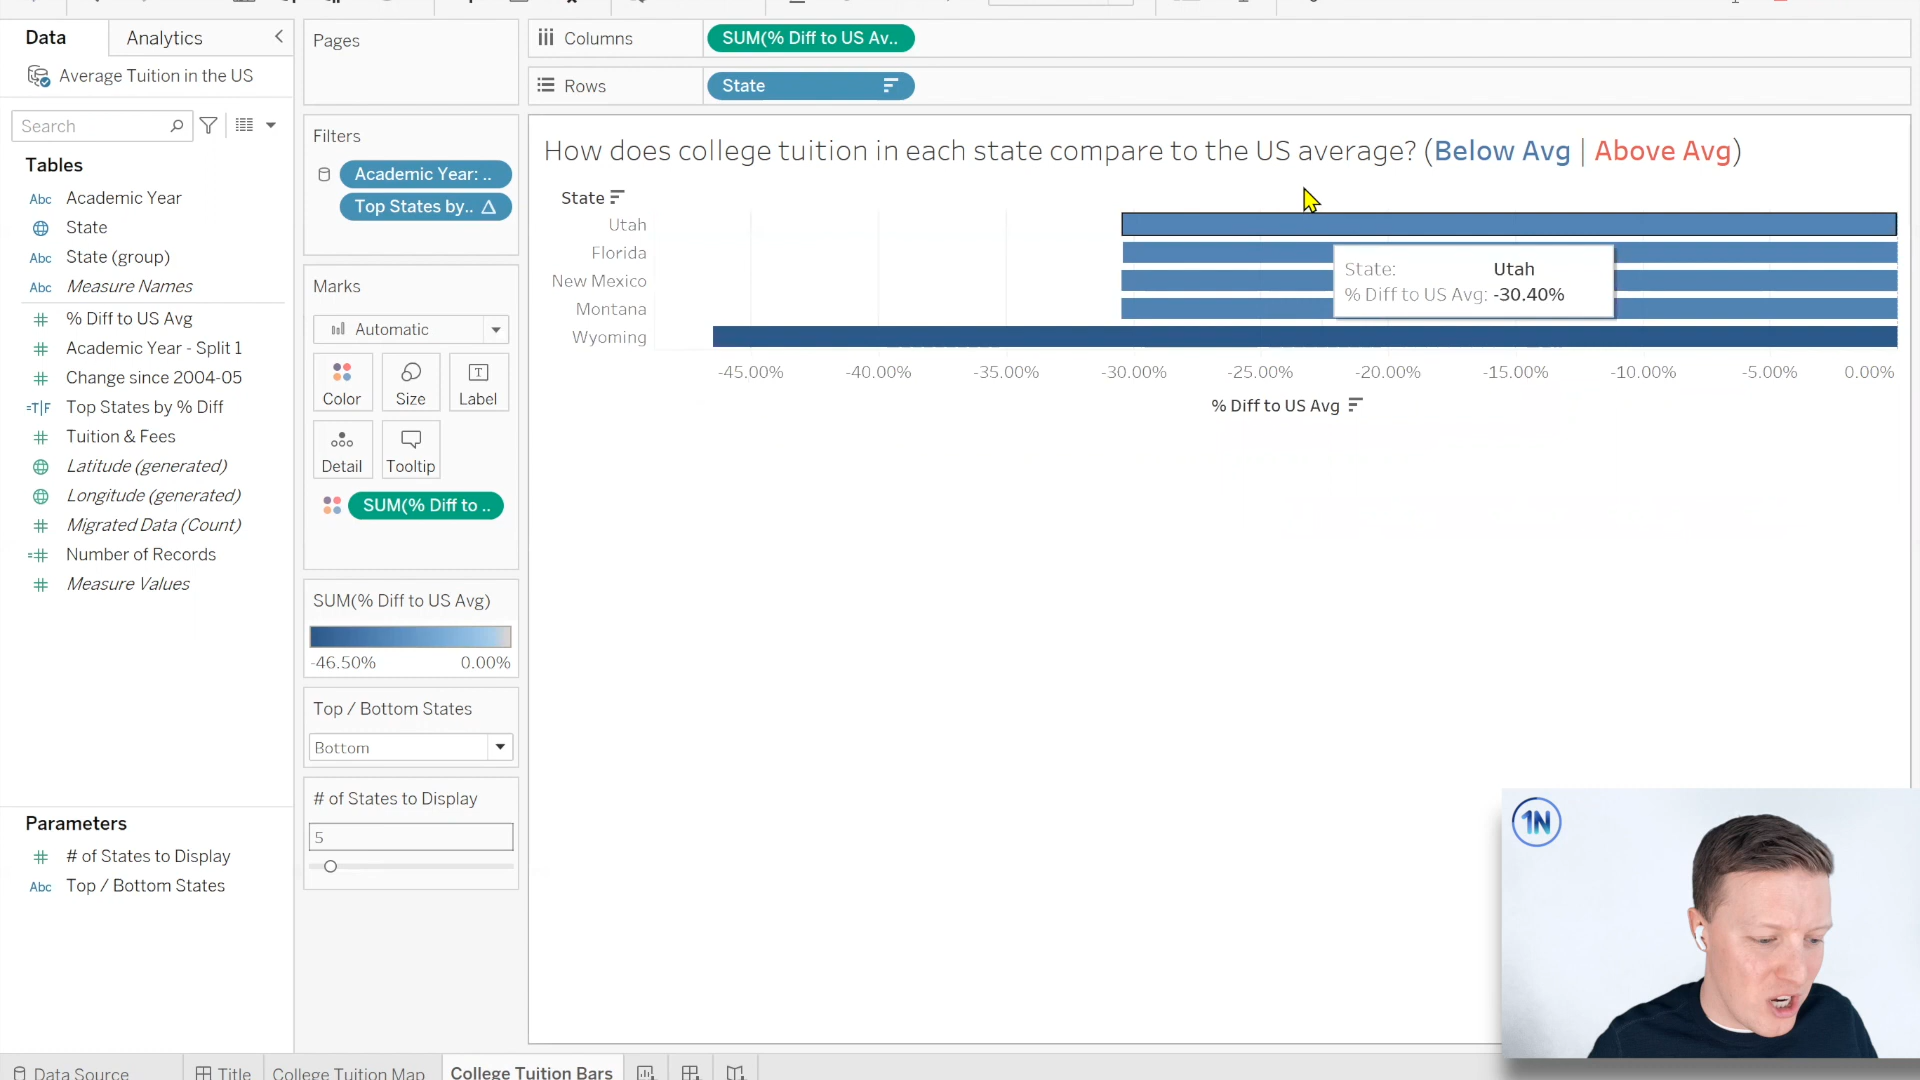 Data
Analytics
Average Tuition in the US
Search
Tables
Abc Academic Year
State
Abc State (group)
Abc Measure Names
% Diff to US Avg
Academic Year - Split 1
Change since 2004-05
=T|F Top States by % Diff
Tuition & Fees
Latitude (generated)
Longitude (generated)
Migrated Data (Count)
Number of Records
Measure Values
Parameters
# of States to Display
Abc Top / Bottom States
Pages
Filters
Academic Year: ..
Top States by..
Marks
Automatic
Color
Size
Label
Detail
Tooltip
SUM(% Diff to ..
SUM(% Diff to US Avg)
-46.50%
0.00%
Top / Bottom States
Bottom
# of States to Display
5
Columns
SUM(% Diff to US Av..
Rows
State
How does college tuition in each state compare to the US average? (Below Avg | Above Avg)
State
Utah
Florida
New Mexico
Montana
Wyoming
State: Utah
% Diff to US Avg: -30.40%
-45.00%
-40.00%
-35.00%
-30.00%
-25.00%
-20.00%
-15.00%
-10.00%
-5.00%
0.00%
% Diff to US Avg
1N
Data Source
Title
College Tuition Map
College Tuition Bars